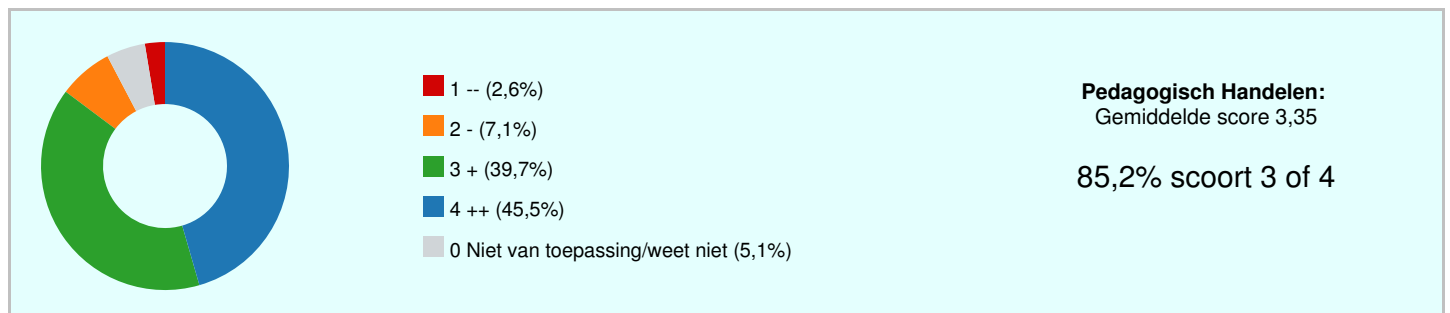 1 -- (2,6%)
2 - (7,1%)
3 + (39,7%)
4 ++ (45,5%)
0 Niet van toepassing/weet niet (5,1%)
Pedagogisch Handelen:
Gemiddelde score 3,35
85,2% scoort 3 of 4